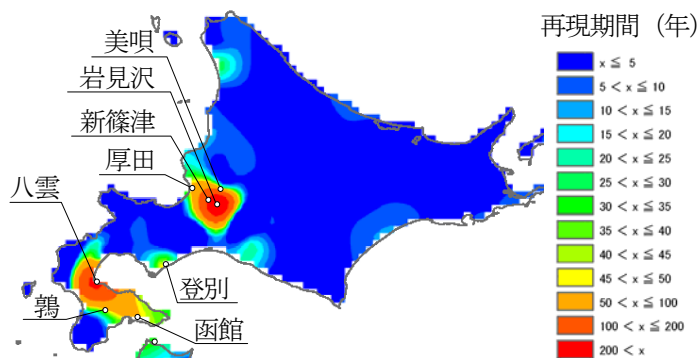 再現期間（年）
x ≦ 5
5 < x ≦ 10
10 < x ≦ 15
15 < x ≦ 20
20 < x ≦ 25
25 < x ≦ 30
30 < x ≦ 35
35 < x ≦ 40
40 < x ≦ 45
45 < x ≦ 50
50 < x ≦ 100
100 < x ≦ 200
200 < x
美唄
岩見沢
新篠津
厚田
八雲
登別
鶉
函館